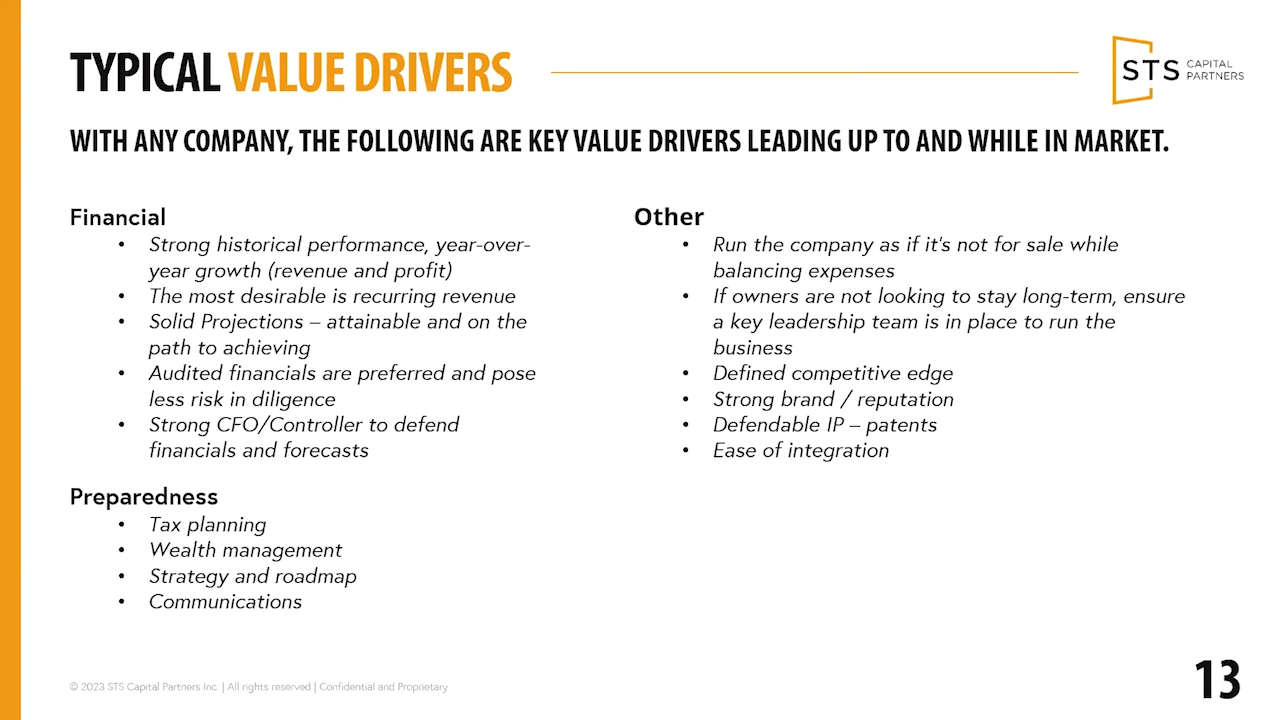 TYPICAL VALUE DRIVERS
STS CAPITAL PARTNERS
WITH ANY COMPANY, THE FOLLOWING ARE KEY VALUE DRIVERS LEADING UP TO AND WHILE IN MARKET.
Financial
• Strong historical performance, year-over-
year growth (revenue and profit)
• The most desirable is recurring revenue
• Solid Projections – attainable and on the
path to achieving
• Audited financials are preferred and pose
less risk in diligence
• Strong CFO/Controller to defend
financials and forecasts
Preparedness
• Tax planning
• Wealth management
• Strategy and roadmap
• Communications
Other
• Run the company as if it's not for sale while
balancing expenses
• If owners are not looking to stay long-term, ensure
a key leadership team is in place to run the
business
• Defined competitive edge
• Strong brand / reputation
• Defendable IP – patents
• Ease of integration
© 2023 STS Capital Partners Inc. | All rights reserved | Confidential and Proprietary
13